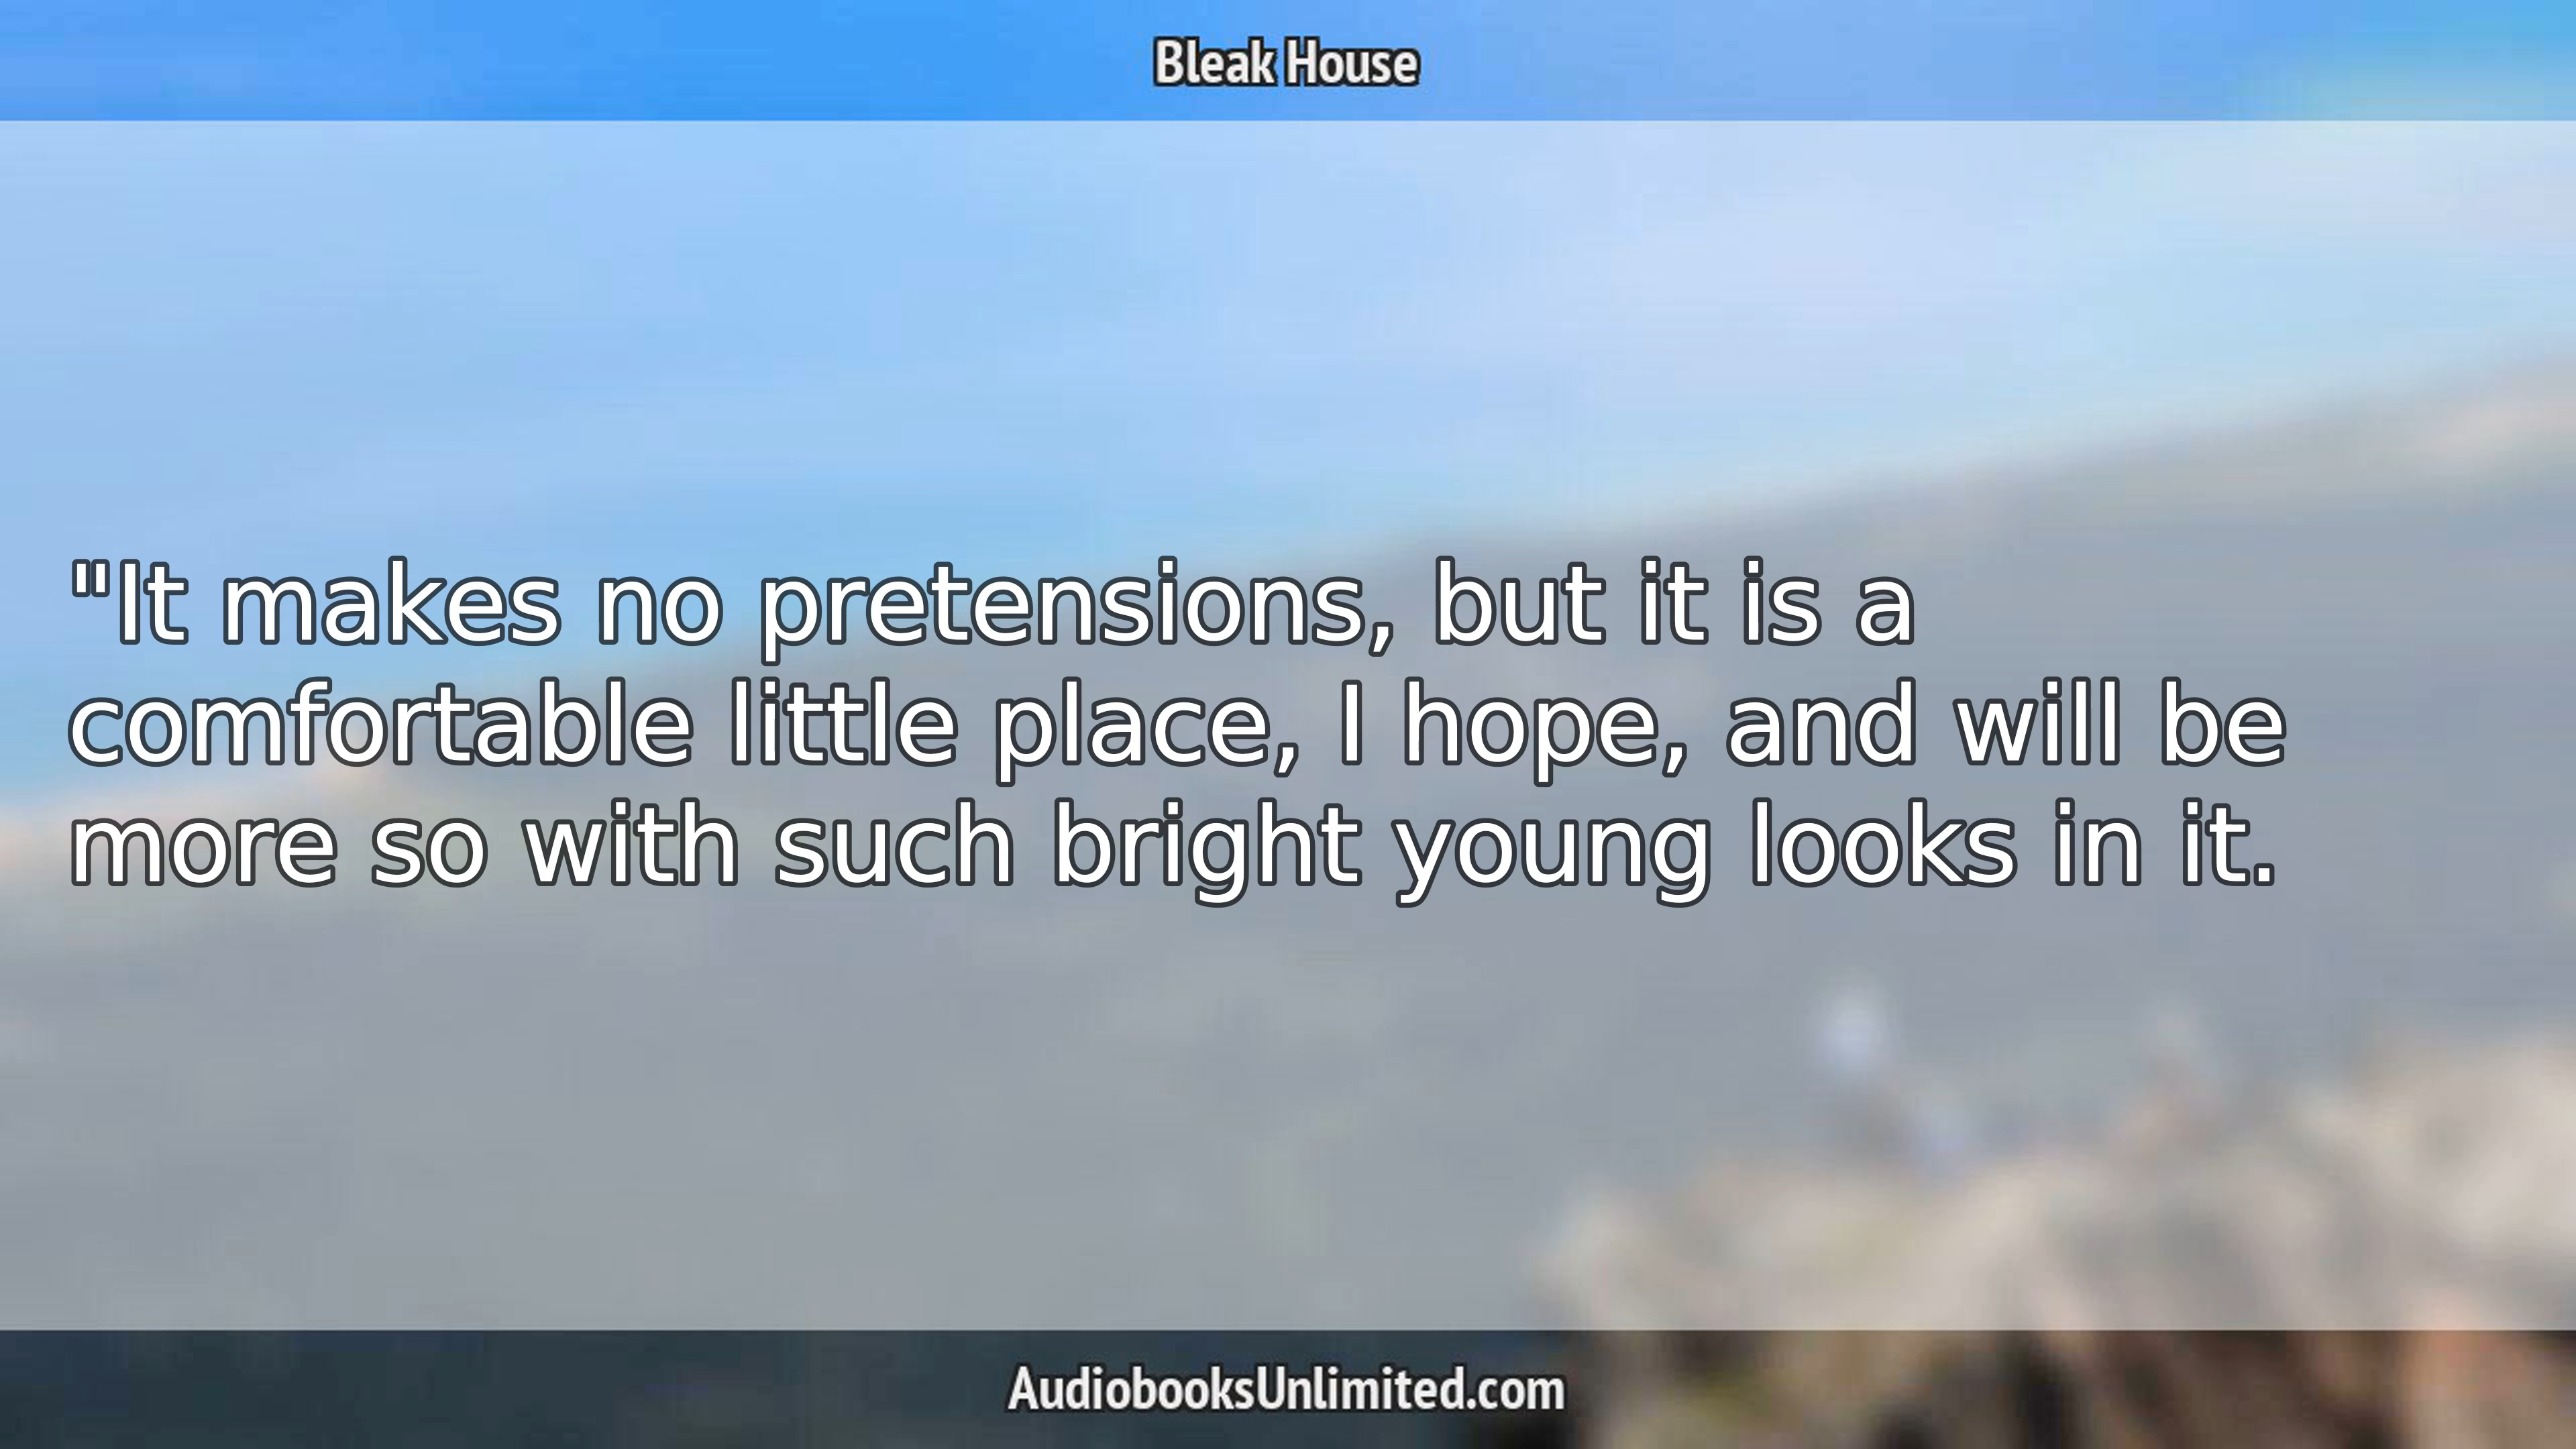 Bleak House
"It makes no pretensions, but it is a
comfortable little place, I hope, and will be
more so with such bright young looks in it.
AudiobooksUnlimited.com